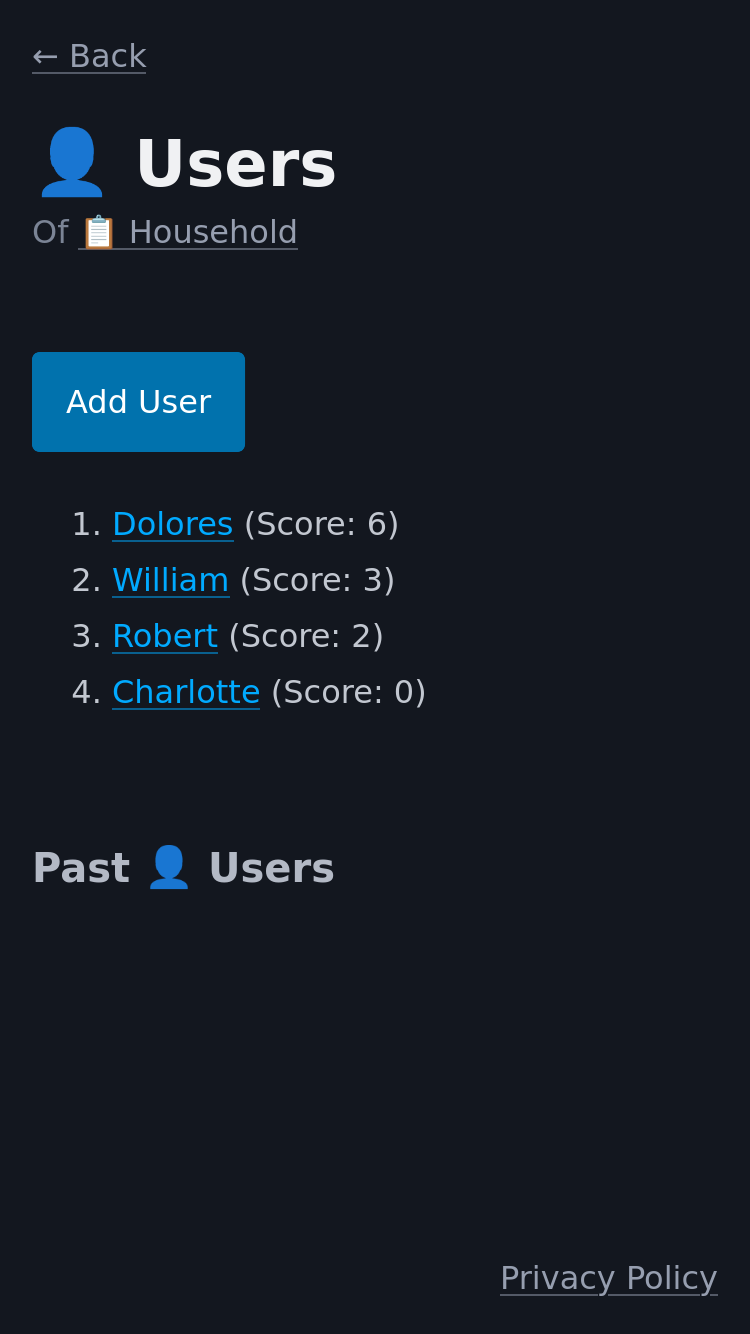 ← Back
👤 Users
Of 📋 Household
Add User
1. Dolores (Score: 6)
2. William (Score: 3)
3. Robert (Score: 2)
4. Charlotte (Score: 0)
Past 👤 Users
Privacy Policy